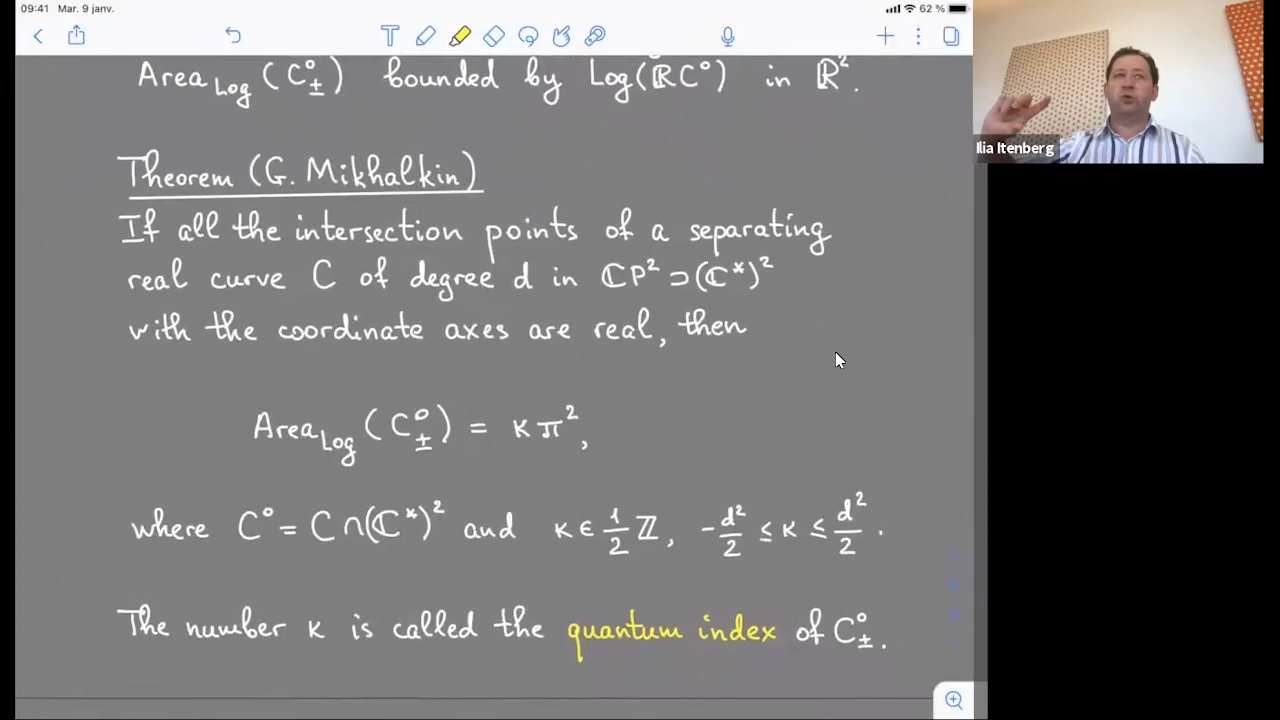 09:41 Mar. 9 janv.
62 %
Area_Log (C°_±) bounded by Log(ℝC°) in ℝ².
Theorem (G. Mikhalkin)
If all the intersection points of a separating
real curve C of degree d in ℂP² ⊃ (ℂ*)²
with the coordinate axes are real, then
Area_Log (C°_±) = κπ²,
where C° = C∩(ℂ*)² and κ ∈ 1/2 ℤ, -d²/2 ≤ κ ≤ d²/2.
The number κ is called the quantum index of C°_±.
Ilia Itenberg